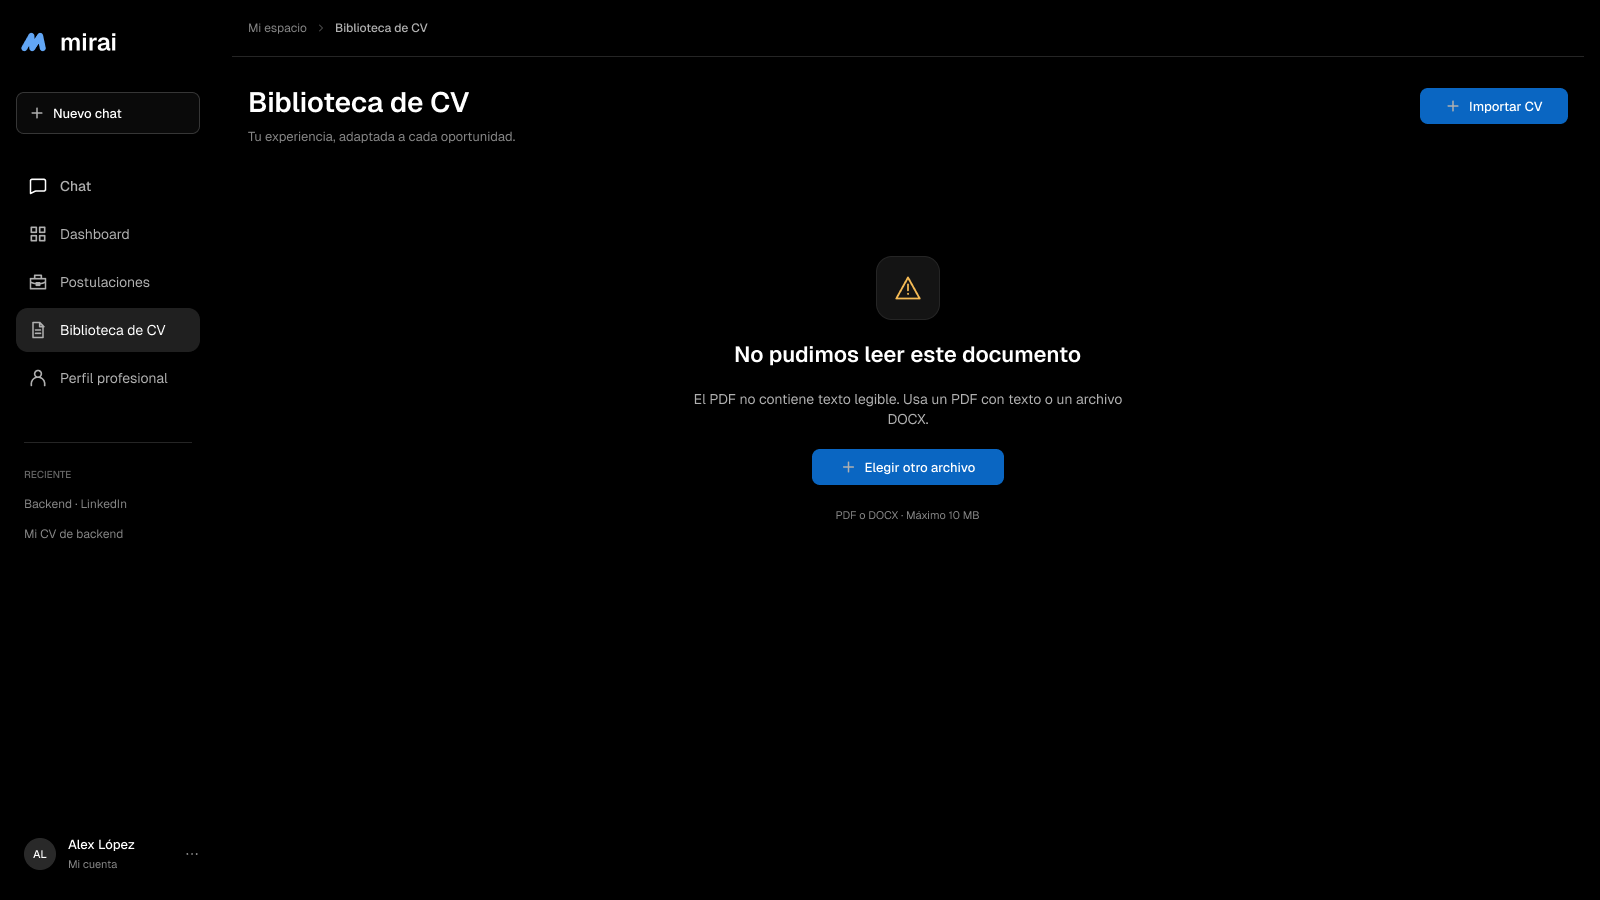 mirai
Nuevo chat
Chat
Dashboard
Postulaciones
Biblioteca de CV
Perfil profesional
RECIENTE
Backend · LinkedIn
Mi CV de backend
AL
Alex López
Mi cuenta
Mi espacio
Biblioteca de CV
Biblioteca de CV
Tu experiencia, adaptada a cada oportunidad.
Importar CV
No pudimos leer este documento
El PDF no contiene texto legible. Usa un PDF con texto o un archivo
DOCX.
Elegir otro archivo
PDF o DOCX · Máximo 10 MB